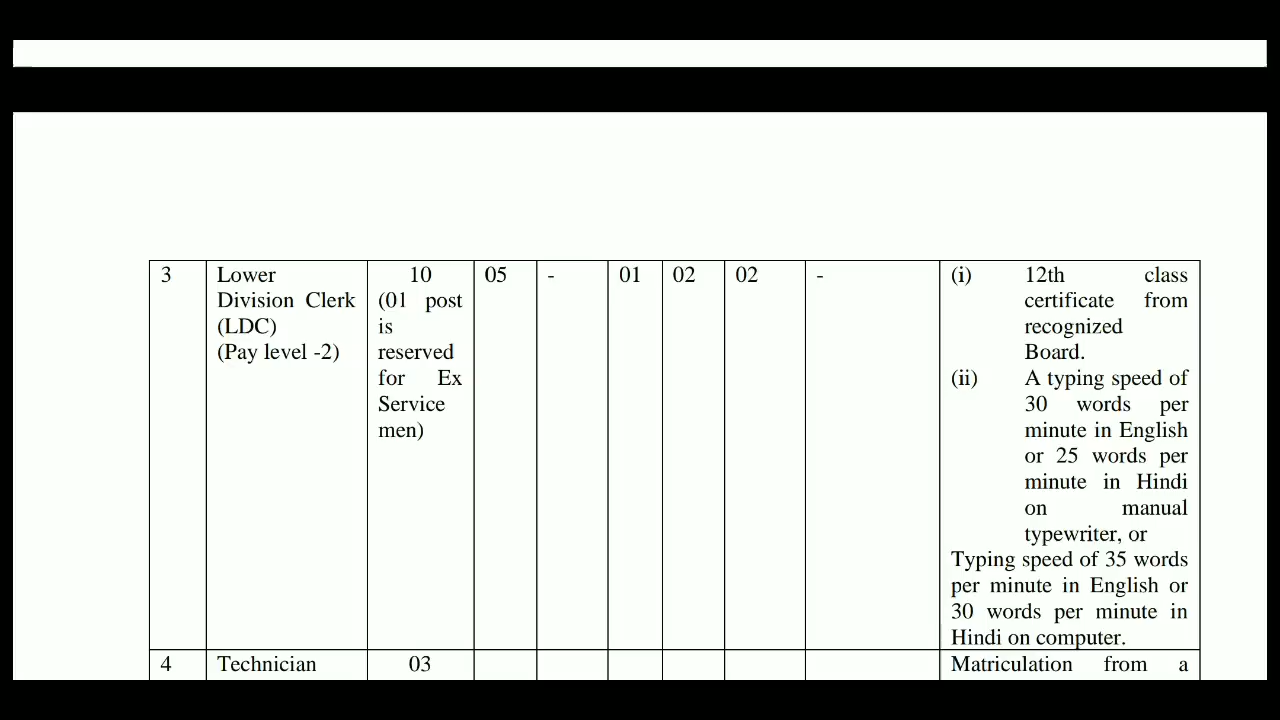 3
Lower
Division Clerk
(LDC)
(Pay level -2)
10
(01 post
is
reserved
for Ex
Service
men)
05
-
01
02
02
-
(i) 12th class
certificate from
recognized
Board.
(ii) A typing speed of
30 words per
minute in English
or 25 words per
minute in Hindi
on manual
typewriter, or
Typing speed of 35 words
per minute in English or
30 words per minute in
Hindi on computer.
4
Technician
03
Matriculation from a